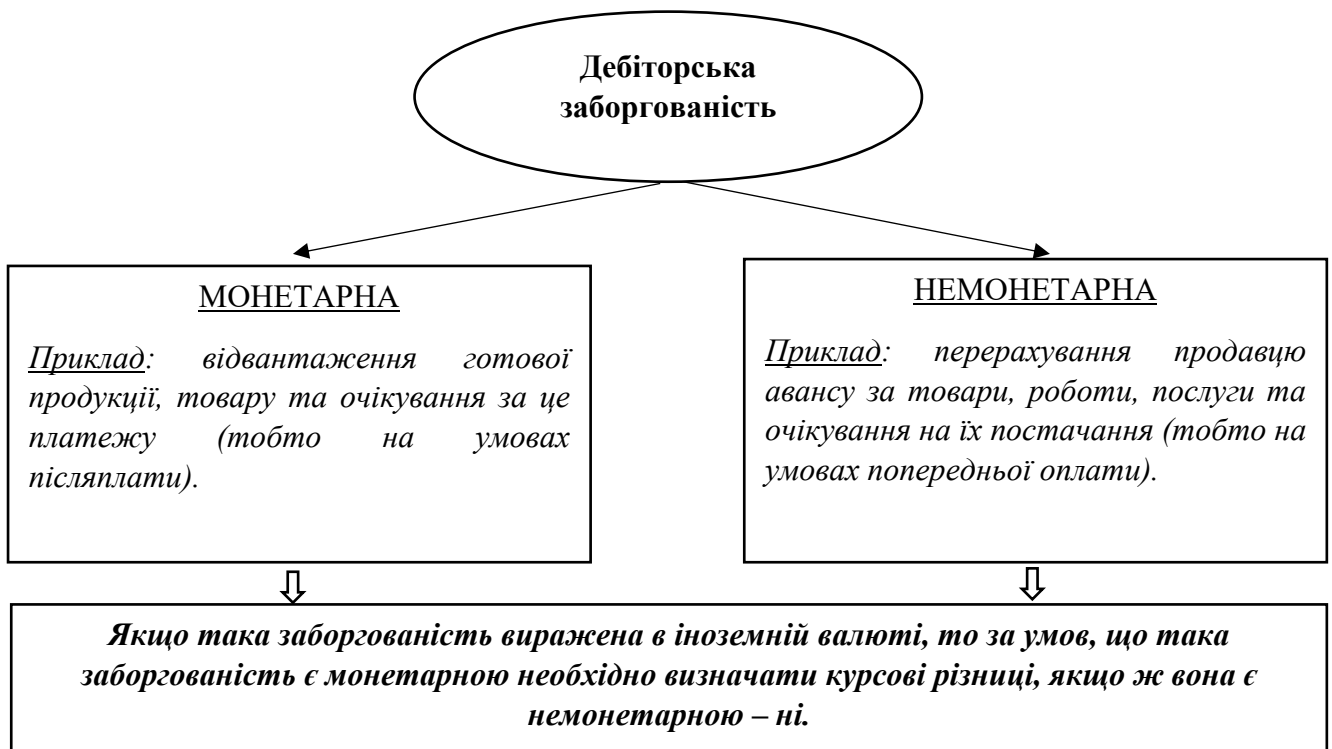 Дебіторська
заборгованість
МОНЕТАРНА
Приклад: відвантаження готової
продукції, товару та очікування за це
платежу (тобто на умовах
післяплати).
НЕМОНЕТАРНА
Приклад: перерахування продавцю
авансу за товари, роботи, послуги та
очікування на їх постачання (тобто на
умовах попередньої оплати).
Якщо така заборгованість виражена в іноземній валюті, то за умов, що така
заборгованість є монетарною необхідно визначати курсові різниці, якщо ж вона є
немонетарною – ні.